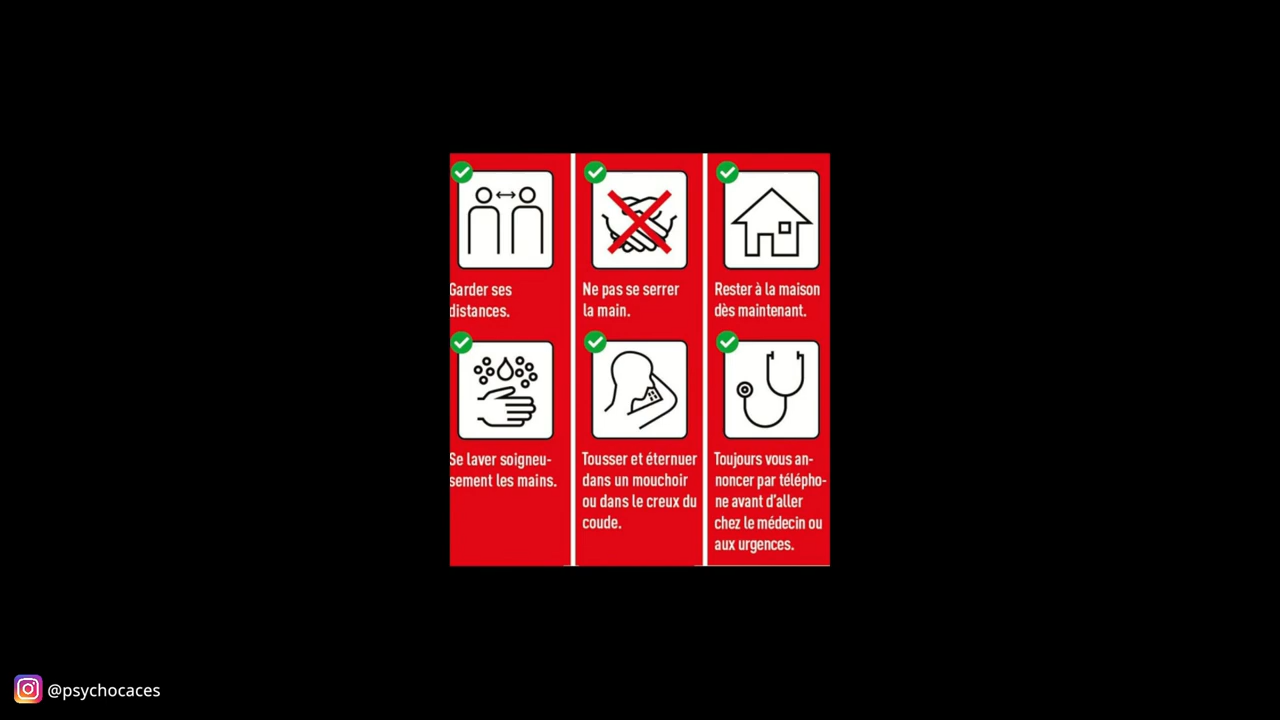 Garder ses
distances.
Ne pas se serrer
la main.
Rester à la maison
dès maintenant.
Se laver soigneu-
sement les mains.
Tousser et éternuer
dans un mouchoir
ou dans le creux du
coude.
Toujours vous an-
noncer par télépho-
ne avant d'aller
chez le médecin ou
aux urgences.
@psychocaces